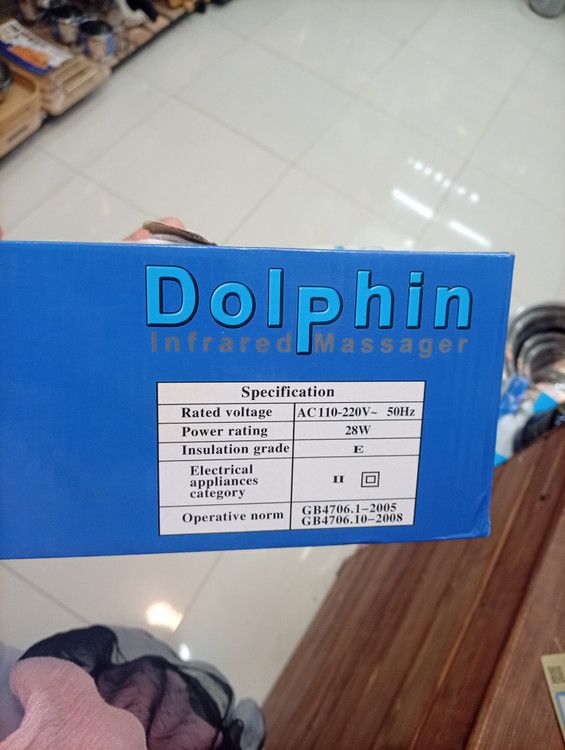 Dolphin
Infrared Massager
Specification
Rated voltage AC110-220V~ 50Hz
Power rating 28W
Insulation grade E
Electrical
appliances
category
II
Operative norm
GB4706.1-2005
GB4706.10-2008